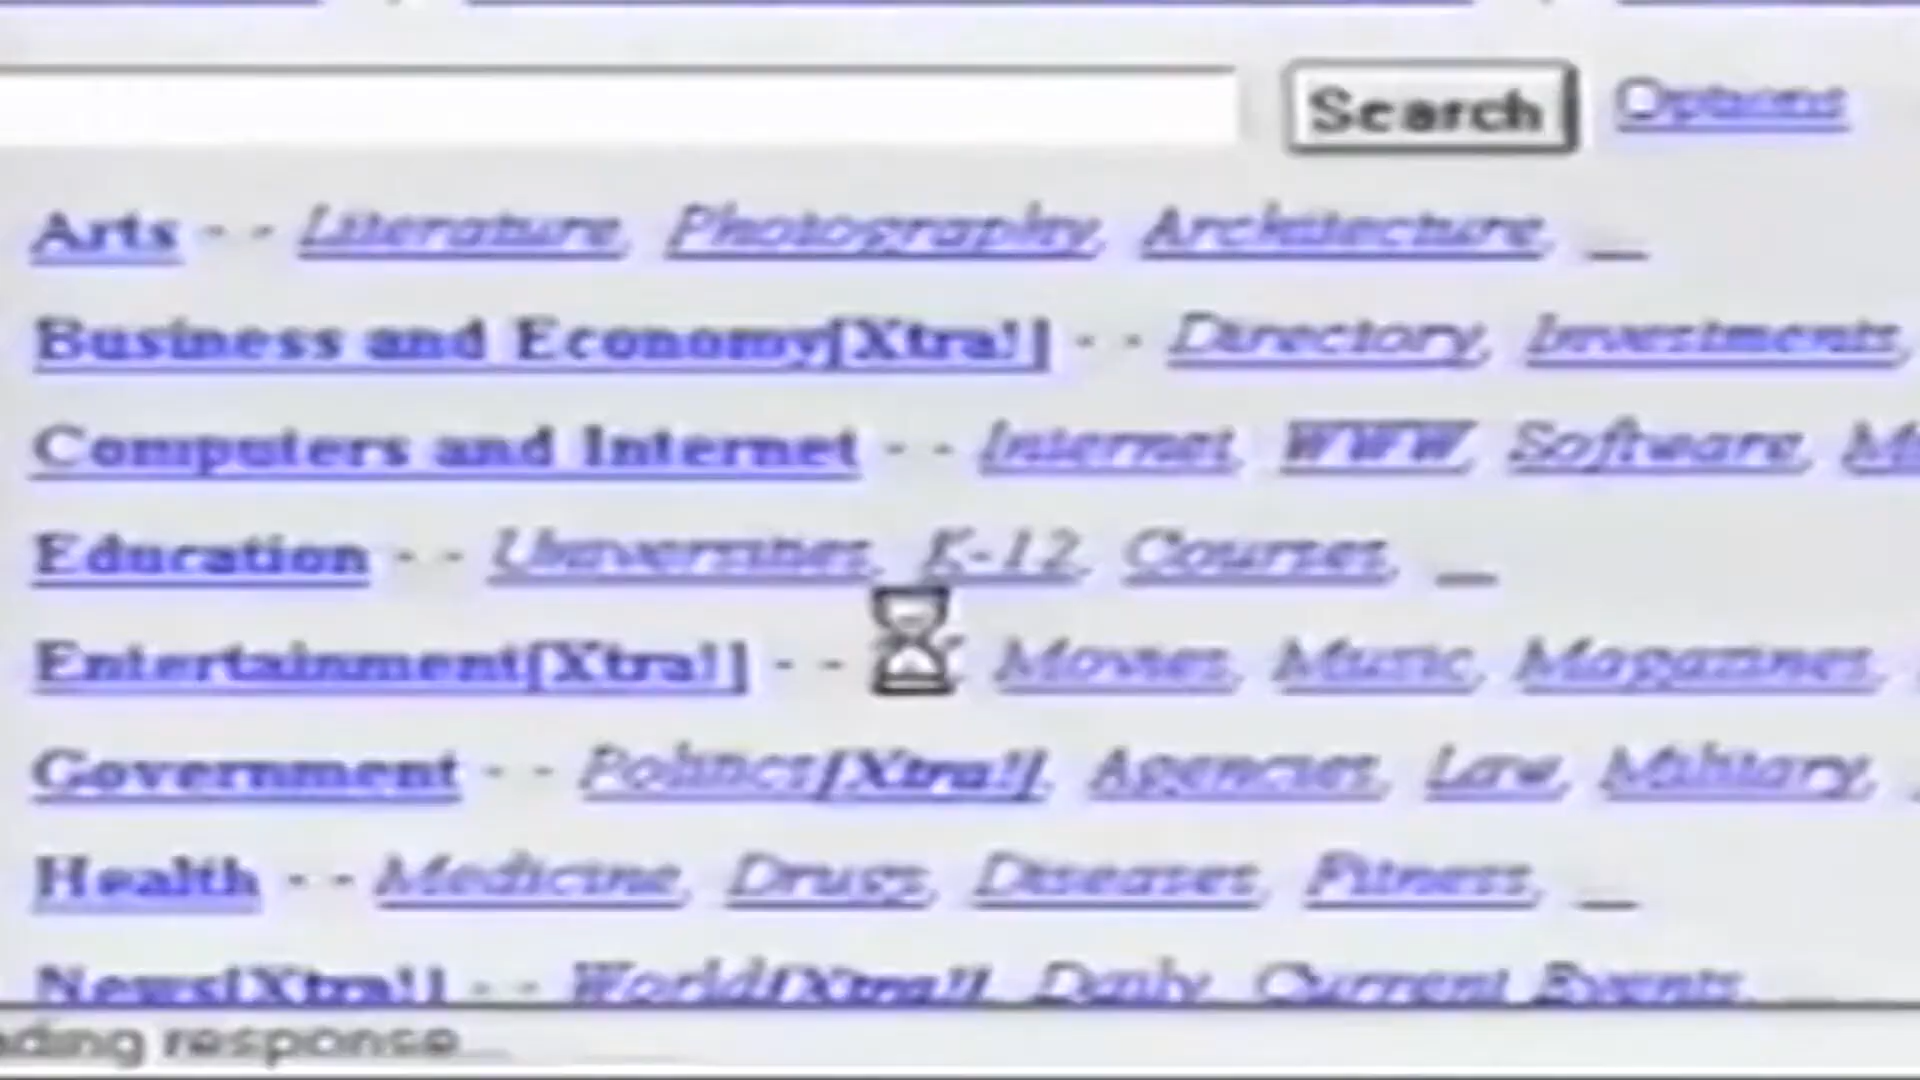 Search Options
Arts - - Literature, Photography, Architecture, ...
Business and Economy[Xtra!] - - Directory, Investments,
Computers and Internet - - Internet, WWW, Software,
Education - - Universities, K-12, Courses, ...
Entertainment[Xtra!] - - Movies, Music, Magazines,
Government - - Politics[Xtra!], Agencies, Law, Military,
Health - - Medicine, Drugs, Diseases, Fitness, ...
News[Xtra!] - - World[Xtra!], Daily, Current Events
ading response...